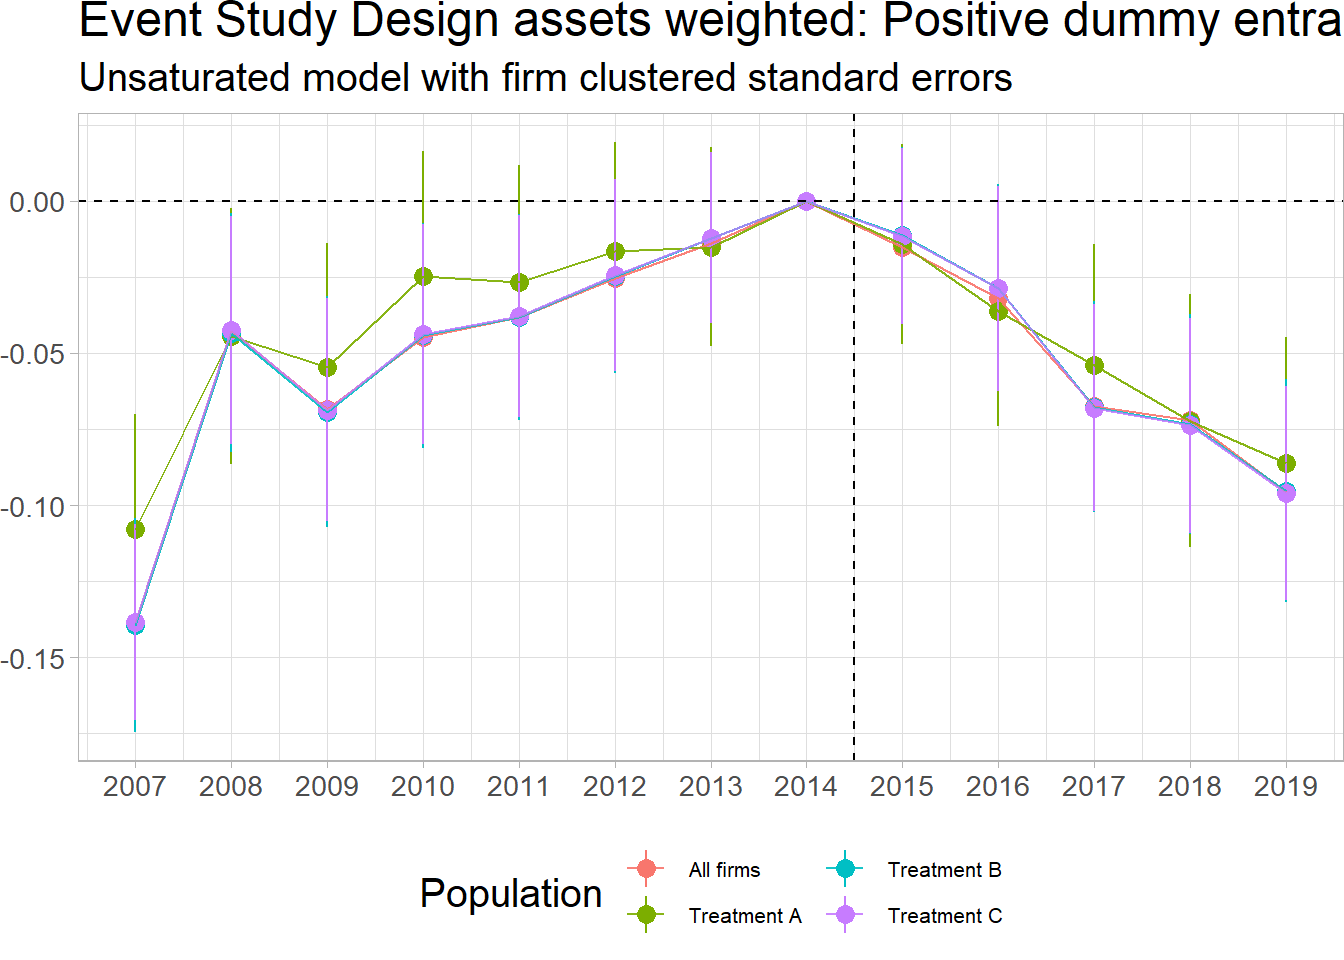 Event Study Design assets weighted: Positive dummy entra
Unsaturated model with firm clustered standard errors
0.00
-0.05
-0.10
-0.15
2007 2008 2009 2010 2011 2012 2013 2014 2015 2016 2017 2018 2019
Population
All firms
Treatment A
Treatment B
Treatment C